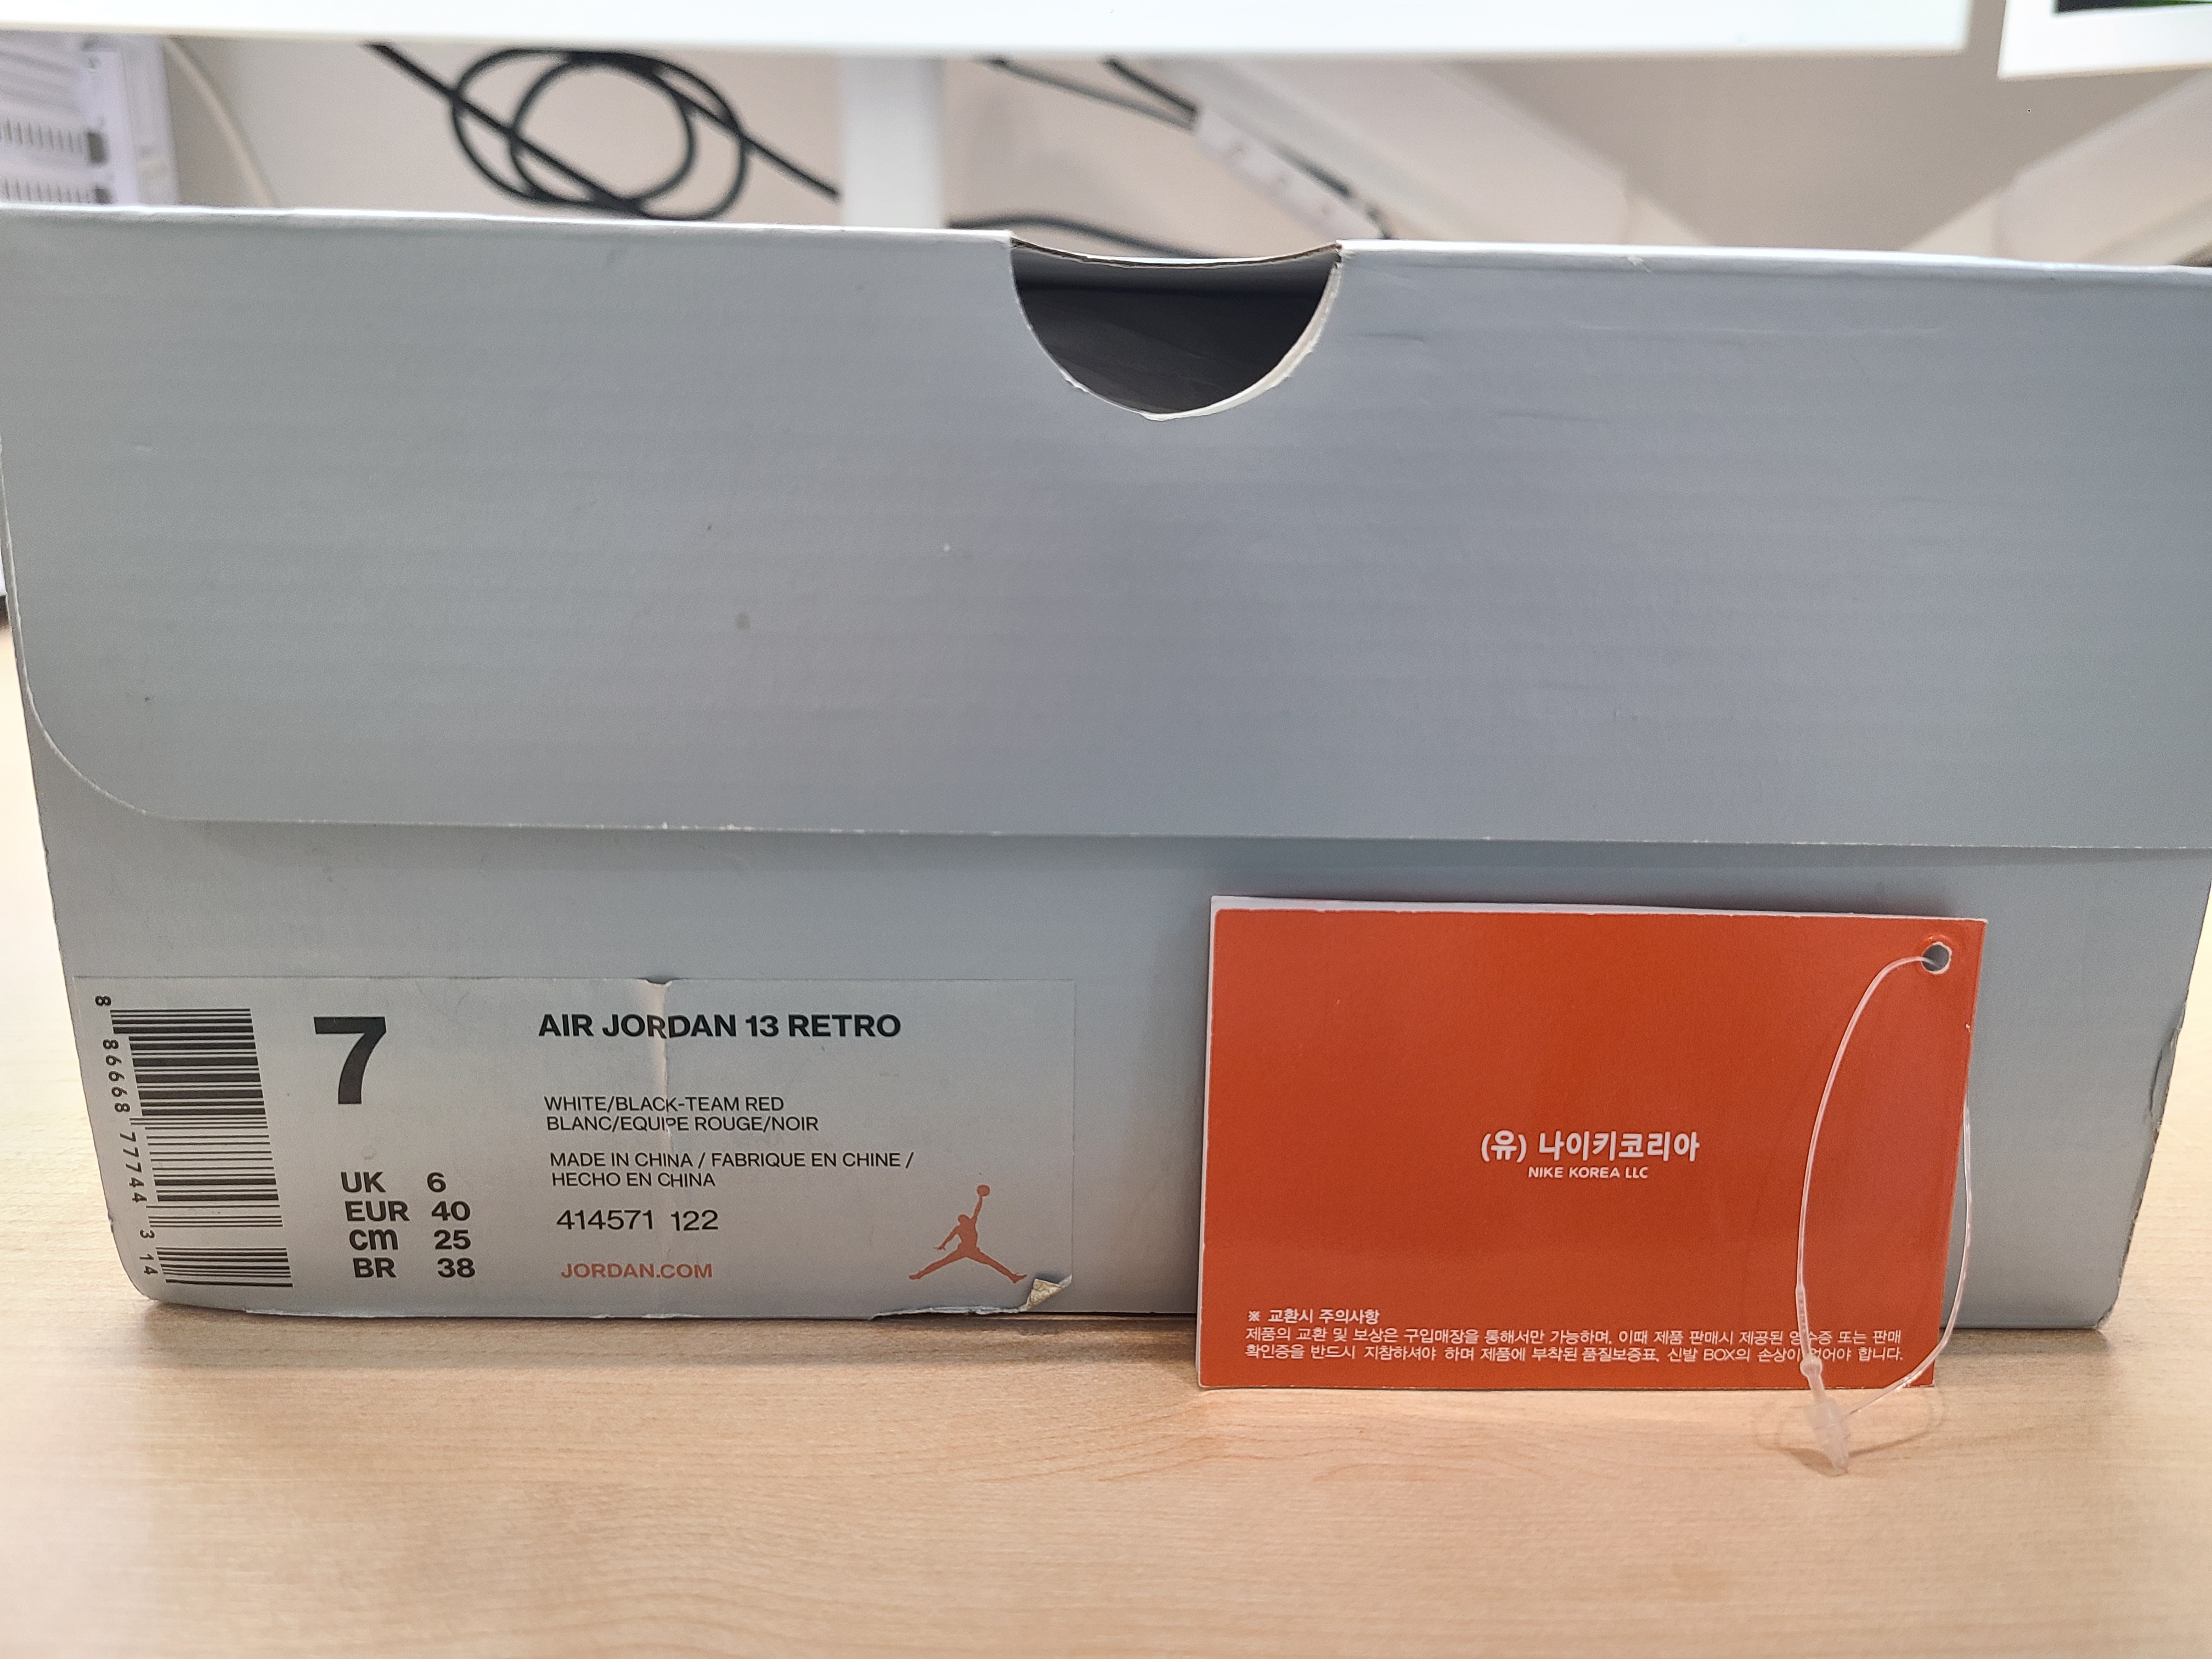 8 86668 77744 3 14
7
UK 6
EUR 40
cm 25
BR 38
AIR JORDAN 13 RETRO
WHITE/BLACK-TEAM RED
BLANC/EQUIPE ROUGE/NOIR
MADE IN CHINA / FABRIQUE EN CHINE /
HECHO EN CHINA
414571 122
JORDAN.COM
(유) 나이키코리아
NIKE KOREA LLC
※ 교환시 주의사항
제품의 교환 및 보상은 구입매장을 통해서만 가능하며, 이때 제품 판매시 제공된 영수증 또는 판매
확인증을 반드시 지참하셔야 하며 제품에 부착된 품질보증표, 신발 BOX의 손상이 없어야 합니다.